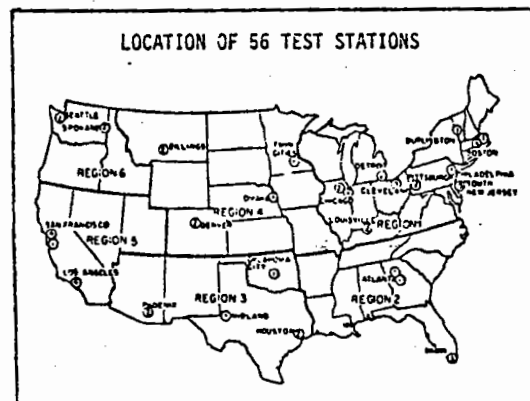 LOCATION OF 56 TEST STATIONS
SEATTLE
SPOKANE
BILLINGS
TWIN
CITIES
BURLINGTON
BOSTON
DETROIT
REGION 6
OMAHA
CHICAGO
CLEVELAND
PITTSBURGH
PHILADELPHIA
SOUTH
NEW JERSEY
SAN FRANCISCO
REGION 5
DENVER
REGION 4
LOUISVILLE
REGION 1
LOS ANGELES
OKLAHOMA
CITY
ATLANTA
PHOENIX
REGION 3
MIDLAND
REGION 2
HOUSTON
MIAMI